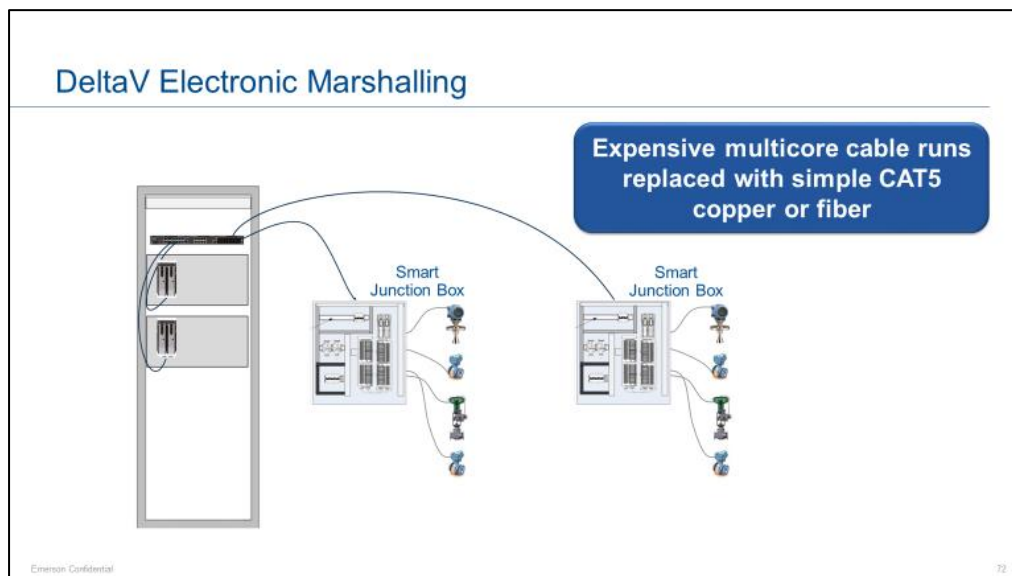 DeltaV Electronic Marshalling
Expensive multicore cable runs
replaced with simple CAT5
copper or fiber
Smart
Junction Box
Smart
Junction Box
Emerson Confidential
72